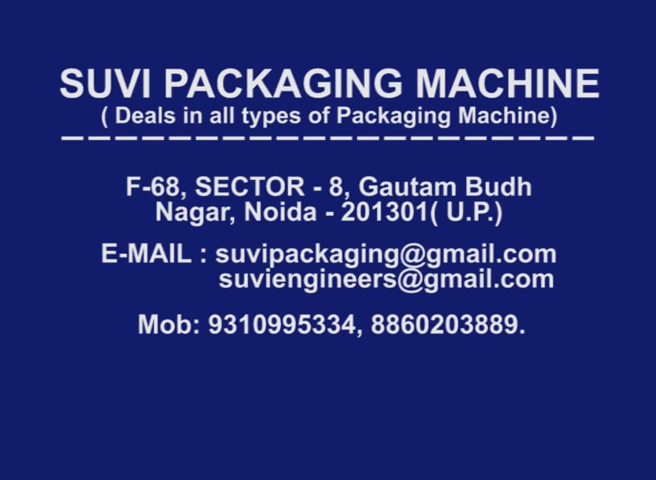 SUVI PACKAGING MACHINE
( Deals in all types of Packaging Machine)
F-68, SECTOR - 8, Gautam Budh
Nagar, Noida - 201301( U.P.)
E-MAIL : suvipackaging@gmail.com
suviengineers@gmail.com
Mob: 9310995334, 8860203889.